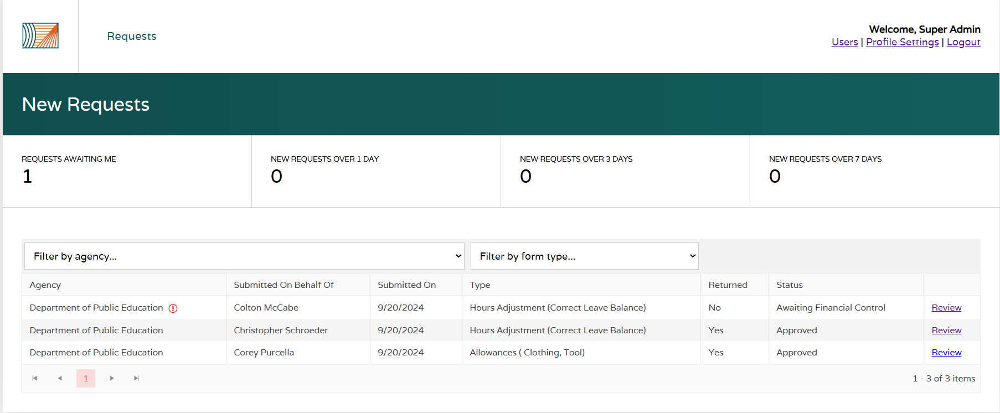 Requests
Welcome, Super Admin
Users | Profile Settings | Logout
New Requests
REQUESTS AWAITING ME
1
NEW REQUESTS OVER 1 DAY
0
NEW REQUESTS OVER 3 DAYS
0
NEW REQUESTS OVER 7 DAYS
0
Filter by agency... Filter by form type...
Agency Submitted On Behalf Of Submitted On Type Returned Status
Department of Public Education Colton McCabe 9/20/2024 Hours Adjustment (Correct Leave Balance) No Awaiting Financial Control Review
Department of Public Education Christopher Schroeder 9/20/2024 Hours Adjustment (Correct Leave Balance) Yes Approved Review
Department of Public Education Corey Purcella 9/20/2024 Allowances ( Clothing, Tool) Yes Approved Review
1 1 - 3 of 3 items